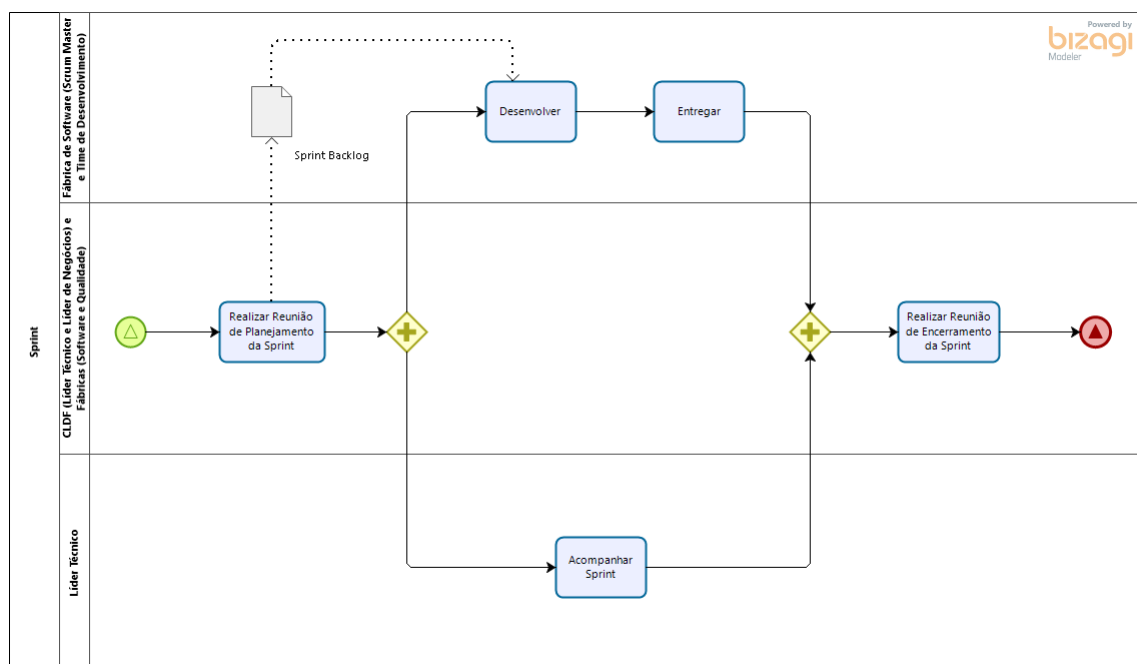 Powered by
bizagi
Modeler
Sprint
Fábrica de Software (Scrum Master
e Time de Desenvolvimento)
Desenvolver
Entregar
Sprint Backlog
CLDF (Líder Técnico e Líder de Negócios) e
Fábricas (Software e Qualidade)
Realizar Reunião
de Planejamento
da Sprint
Realizar Reunião
de Encerramento
da Sprint
Líder Técnico
Acompanhar
Sprint